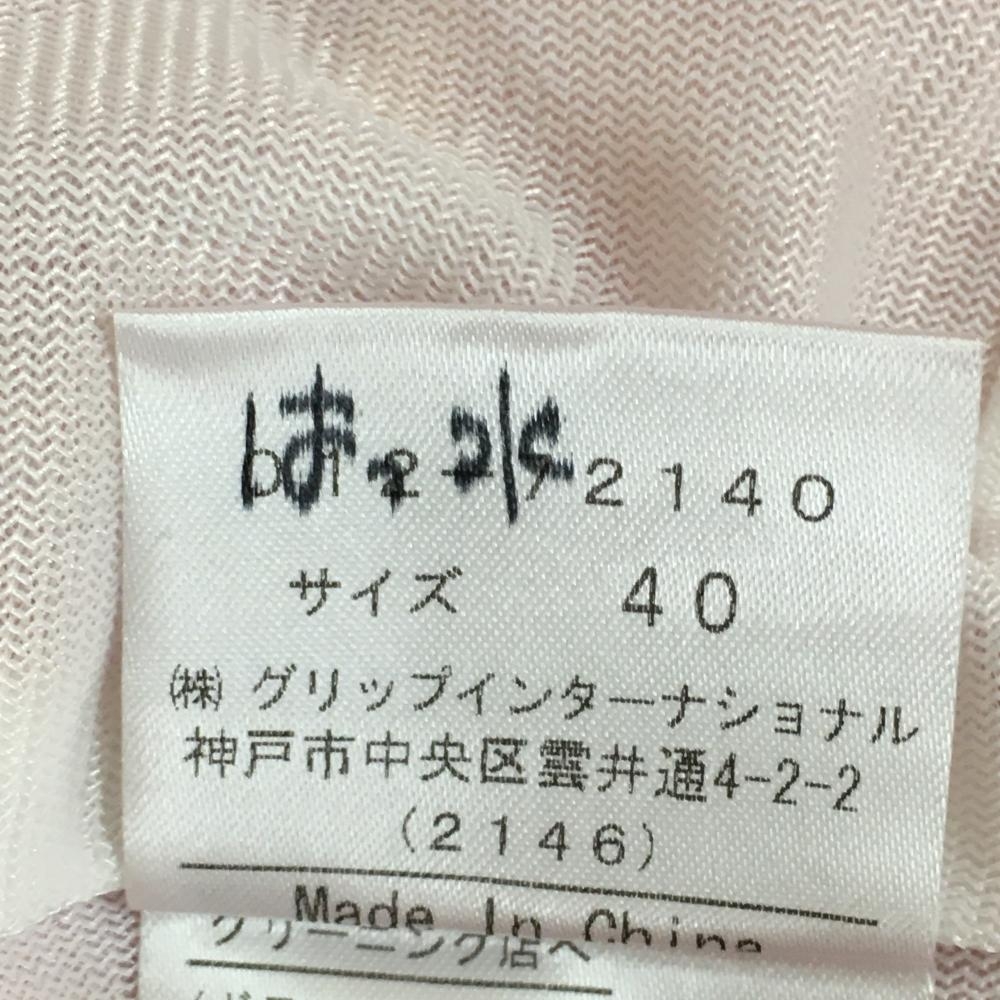 2140
サイズ 40
㈱グリップインターナショナル
神戸市中央区雲井通4-2-2
(2146)
Made In China
クリーニング店へ